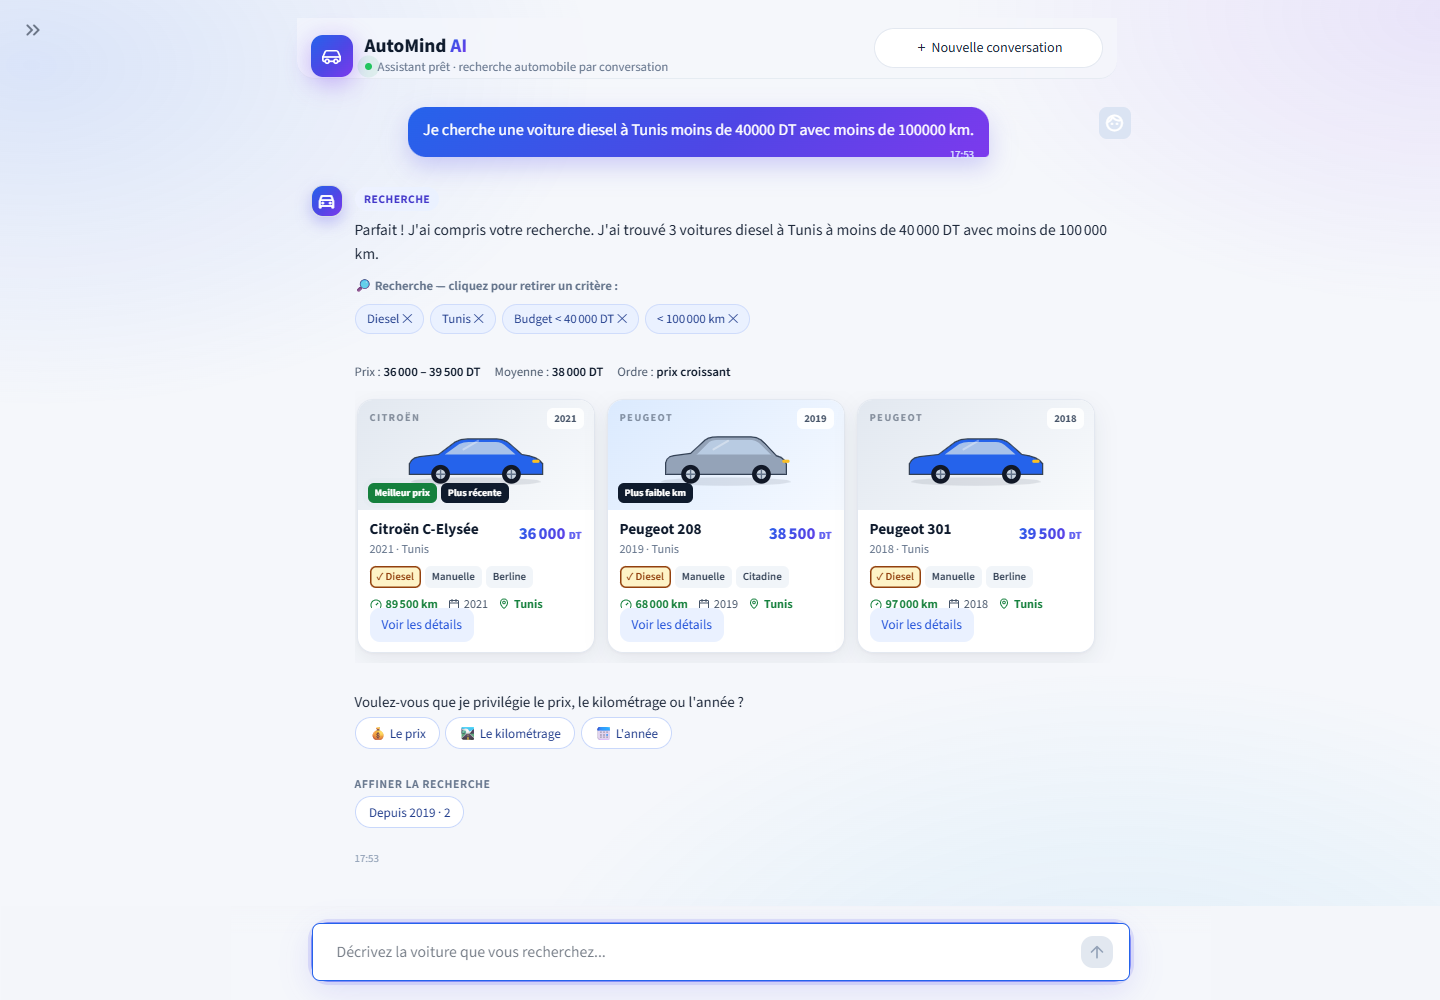 AutoMind AI
Assistant prêt · recherche automobile par conversation
+ Nouvelle conversation
Je cherche une voiture diesel à Tunis moins de 40000 DT avec moins de 100000 km.
17:53
RECHERCHE
Parfait ! J'ai compris votre recherche. J'ai trouvé 3 voitures diesel à Tunis à moins de 40 000 DT avec moins de 100 000
km.
🔎 Recherche — cliquez pour retirer un critère :
Diesel ✕ Tunis ✕ Budget < 40 000 DT ✕ < 100 000 km ✕
Prix : 36 000 – 39 500 DT Moyenne : 38 000 DT Ordre : prix croissant
CITROËN
2021
Meilleur prix Plus récente
Citroën C-Elysée
36 000 DT
2021 · Tunis
✓ Diesel Manuelle Berline
89 500 km 2021 Tunis
Voir les détails
PEUGEOT
2019
Plus faible km
Peugeot 208
38 500 DT
2019 · Tunis
✓ Diesel Manuelle Citadine
68 000 km 2019 Tunis
Voir les détails
PEUGEOT
2018
Peugeot 301
39 500 DT
2018 · Tunis
✓ Diesel Manuelle Berline
97 000 km 2018 Tunis
Voir les détails
Voulez-vous que je privilégie le prix, le kilométrage ou l'année ?
💰 Le prix 🛣️ Le kilométrage 📅 L'année
AFFINER LA RECHERCHE
Depuis 2019 · 2
17:53
Décrivez la voiture que vous recherchez...